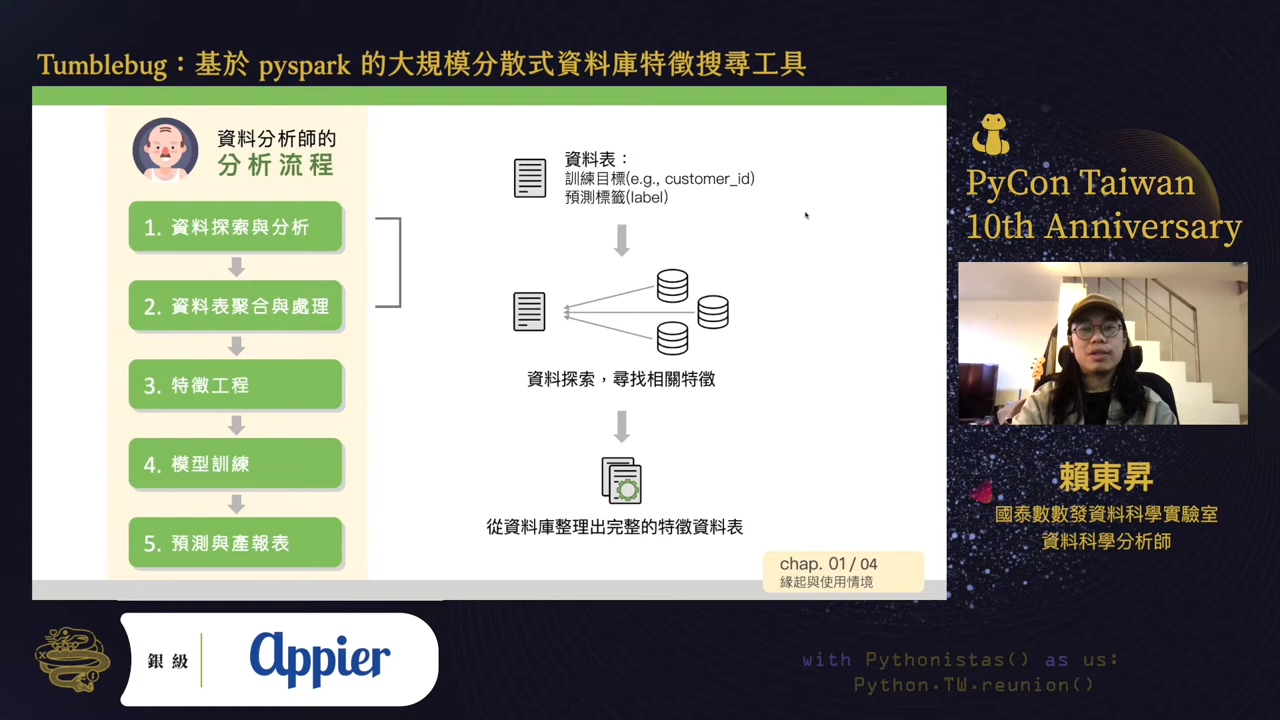 Tumblebug：基於 pyspark 的大規模分散式資料庫特徵搜尋工具
資料分析師的
分析流程
1. 資料探索與分析
2. 資料表聚合與處理
3. 特徵工程
4. 模型訓練
5. 預測與產報表
資料表：
訓練目標(e.g., customer_id)
預測標籤(label)
資料探索，尋找相關特徵
從資料庫整理出完整的特徵資料表
chap. 01 / 04
緣起與使用情境
PyCon Taiwan
10th Anniversary
賴東昇
國泰數數發資料科學實驗室
資料科學分析師
銀級
Appier
with Pythonistas() as us:
Python.TW.reunion()